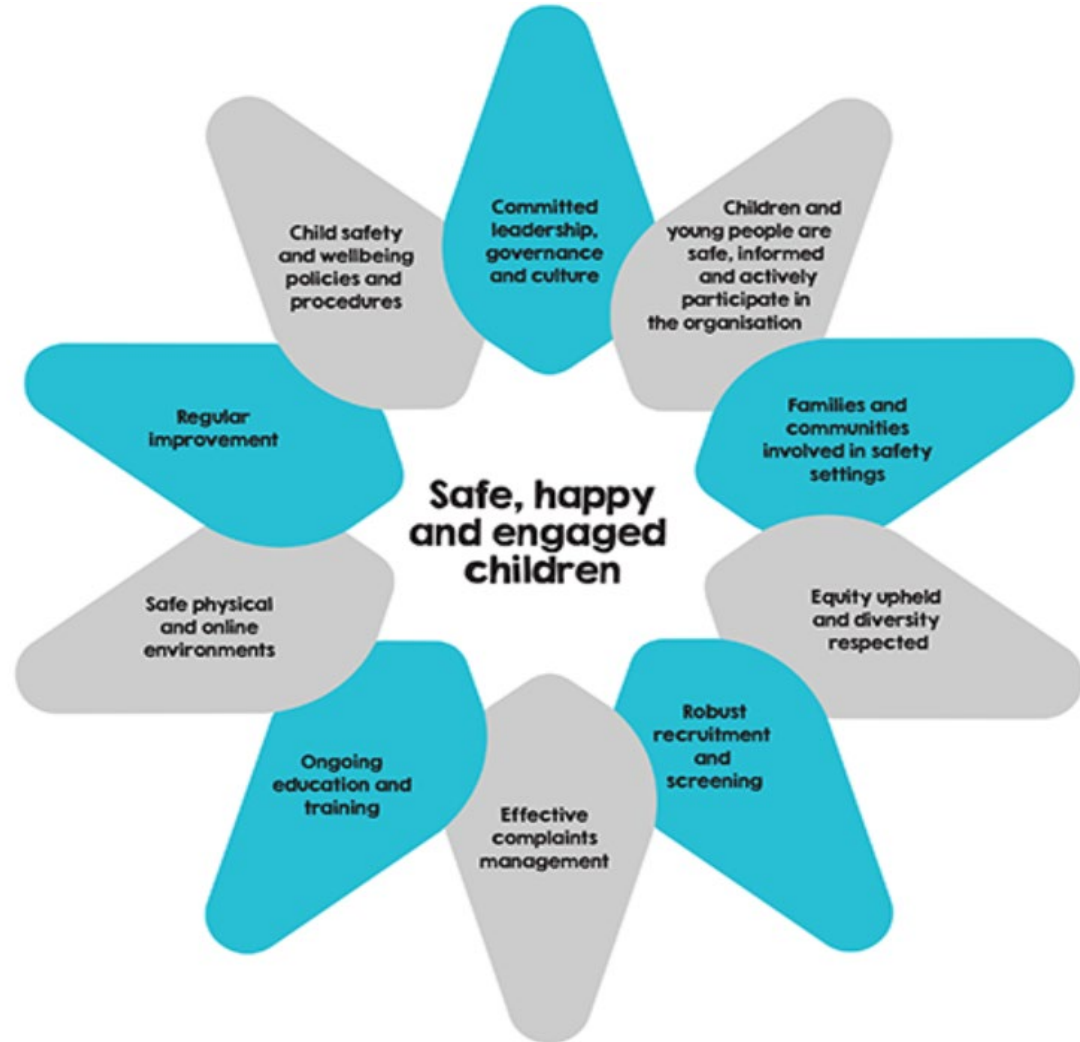 Committed
leadership,
governance
and culture
Children and
young people are
safe, informed
and actively
participate in
the organisation
Families and
communities
involved in safety
settings
Equity upheld
and diversity
respected
Robust
recruitment
and
screening
Effective
complaints
management
Ongoing
education and
training
Safe physical
and online
environments
Regular
improvement
Child safety
and wellbeing
policies and
procedures
Safe, happy
and engaged
children